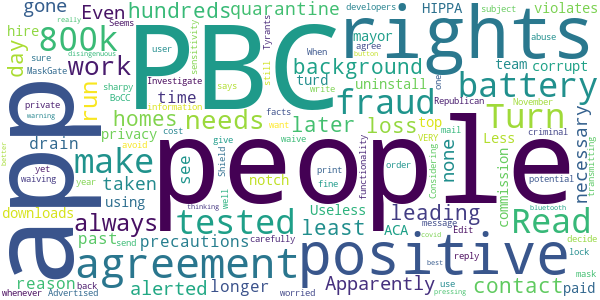 gone
Even
hundreds
quarantine
800k
day
hire
work
run
homes
time
drain
privacy
make
taken
using
always
downloads
past
reason
precautions
alerted
longer
app
PBC
people
rights
HIPPA
violates
developers
mayor
agree
team
corrupt
background
turd
uninstall
battery
fraud
Turn
needs
later
loss
top
none
Less
necessary
tested
see
least
notch
Useless
ACA
leading
Read
commission
agreement
positive
Apparently
contact
paid
really
disingenuous
subject
Tyrants
abuse
button
When
Investigate
says
still
user
sensitivity
Seems
sure
sharpy
MaskGate
BoCC
private
warning
yet
waiving
year
information
cost
avoid
send
want
facts
give
Shield
well
waive
print
fine
order
functionality
write
mail
VERY
Considering
Republican
November
one
criminal
potential
transmitting
bluetooth
decide
lock
mask
Edit
message
reply
carefully
thinking
worried
covid
best
use
pressing
whenever
Advertised
back
better